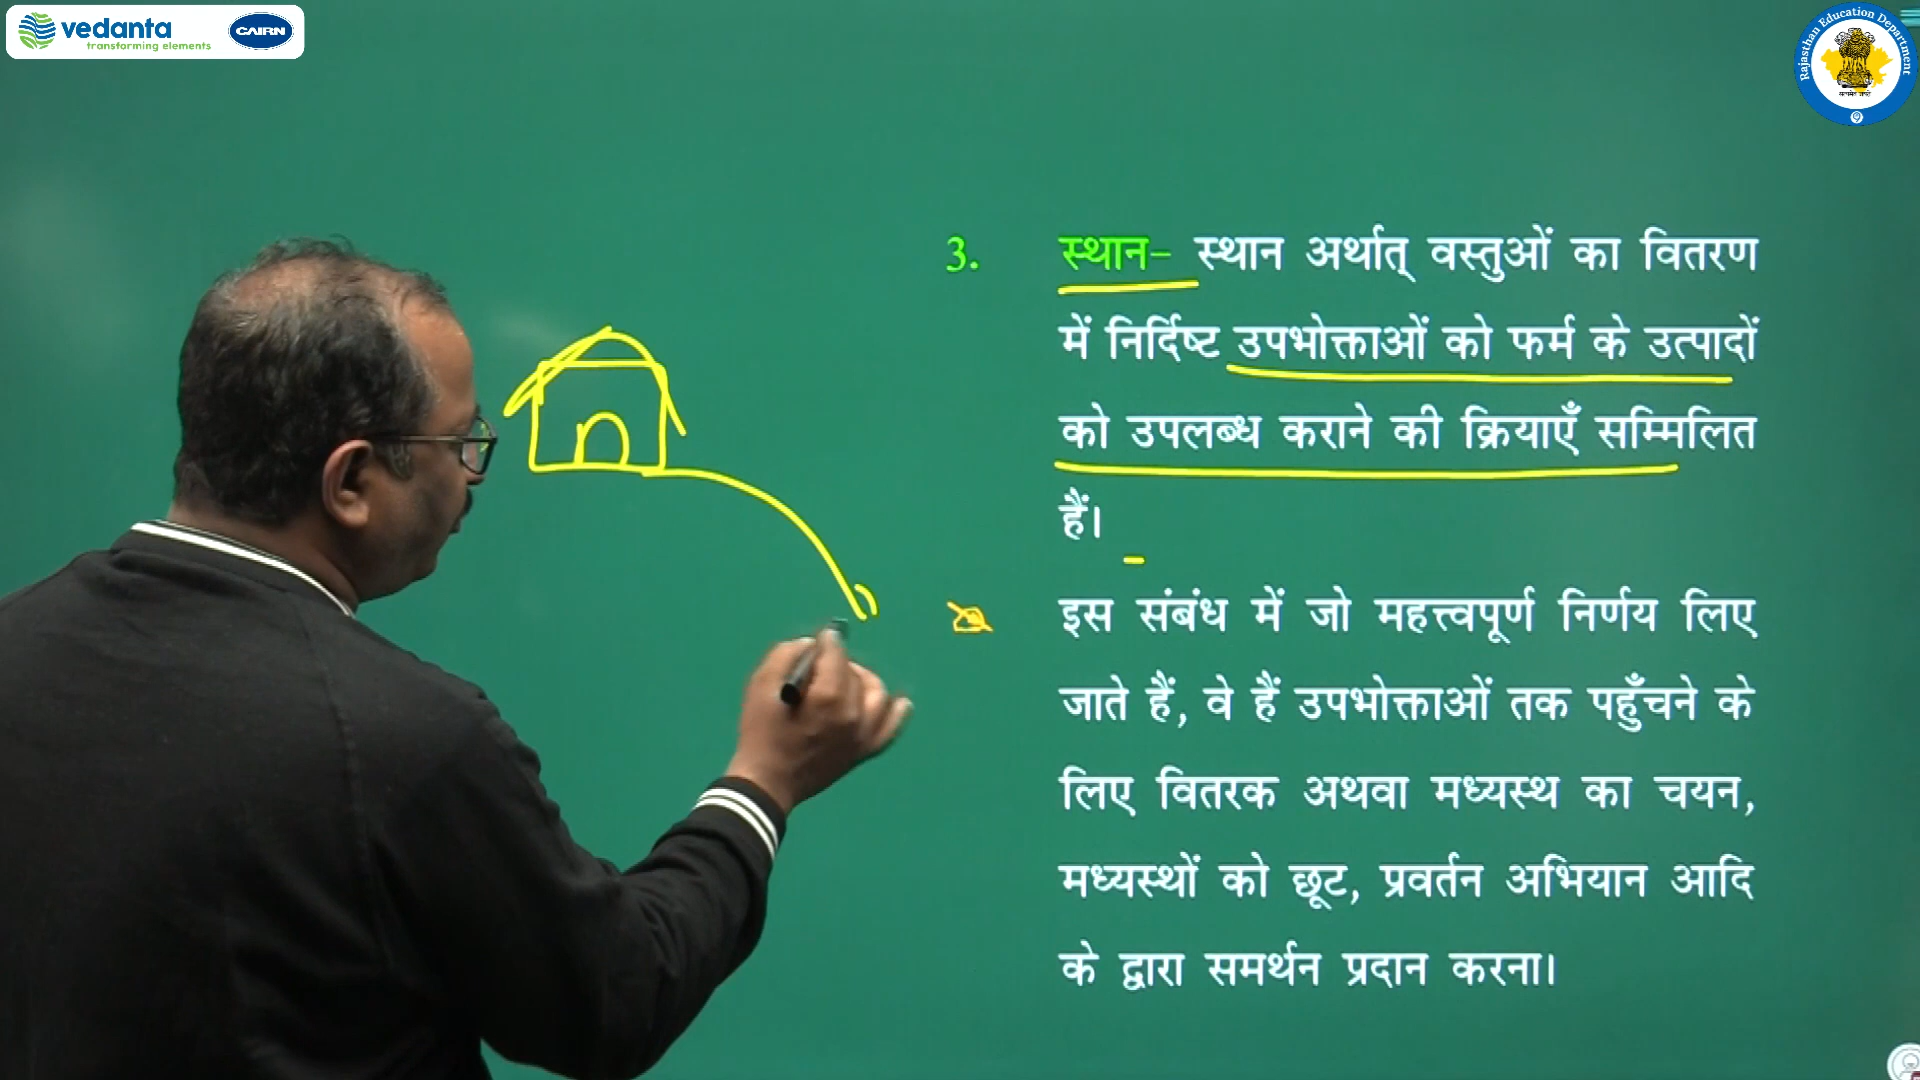 vedanta
transforming elements
CAIRN
Rajasthan Education Department
3. स्थान– स्थान अर्थात् वस्तुओं का वितरण
में निर्दिष्ट उपभोक्ताओं को फर्म के उत्पादों
को उपलब्ध कराने की क्रियाएँ सम्मिलित
हैं।
इस संबंध में जो महत्त्वपूर्ण निर्णय लिए
जाते हैं, वे हैं उपभोक्ताओं तक पहुँचने के
लिए वितरक अथवा मध्यस्थ का चयन,
मध्यस्थों को छूट, प्रवर्तन अभियान आदि
के द्वारा समर्थन प्रदान करना।